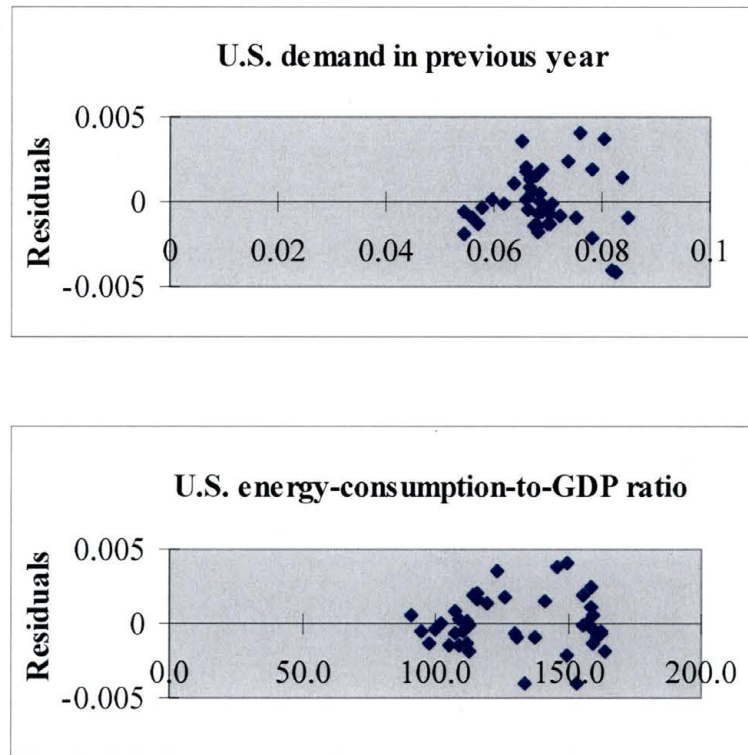 U.S. demand in previous year
Residuals
0.005
0
-0.005
0 0.02 0.04 0.06 0.08 0.1
U.S. energy-consumption-to-GDP ratio
Residuals
0.005
0
-0.005
0.0 50.0 100.0 150.0 200.0